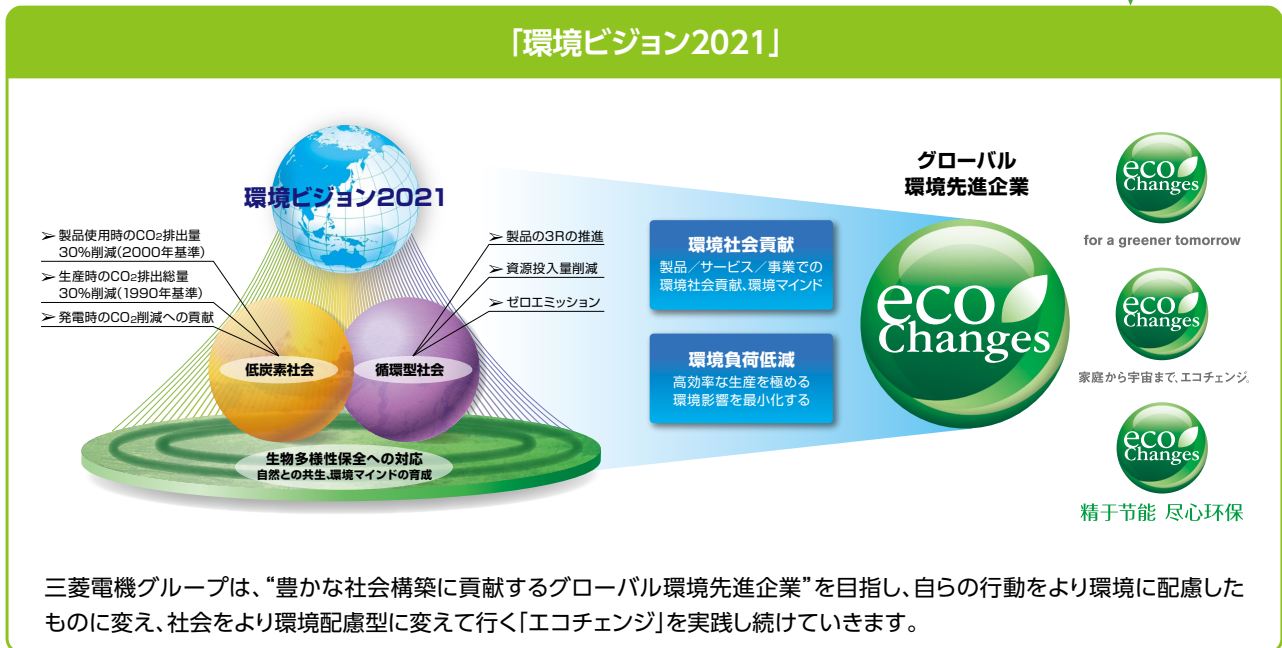 「環境ビジョン2021」
環境ビジョン2021
➢ 製品使用時のCO₂排出量
30%削減(2000年基準)
➢ 生産時のCO₂排出総量
30%削減(1990年基準)
➢ 発電時のCO₂削減への貢献
➢ 製品の3Rの推進
➢ 資源投入量削減
➢ ゼロエミッション
低炭素社会
循環型社会
生物多様性保全への対応
自然との共生、環境マインドの育成
環境社会貢献
製品／サービス／事業での
環境社会貢献、環境マインド
環境負荷低減
高効率な生産を極める
環境影響を最小化する
グローバル
環境先進企業
eco
Changes
eco
Changes
for a greener tomorrow
eco
Changes
家庭から宇宙まで、エコチェンジ。
eco
Changes
精于节能 尽心环保
三菱電機グループは、“豊かな社会構築に貢献するグローバル環境先進企業”を目指し、自らの行動をより環境に配慮した
ものに変え、社会をより環境配慮型に変えて行く「エコチェンジ」を実践し続けていきます。